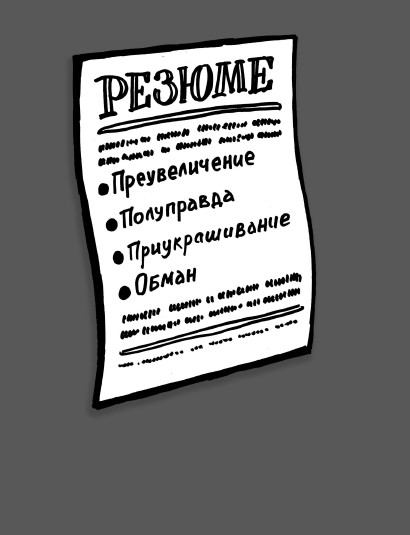 РЕЗЮМЕ
Преувеличение
Полуправда
Приукрашивание
Обман